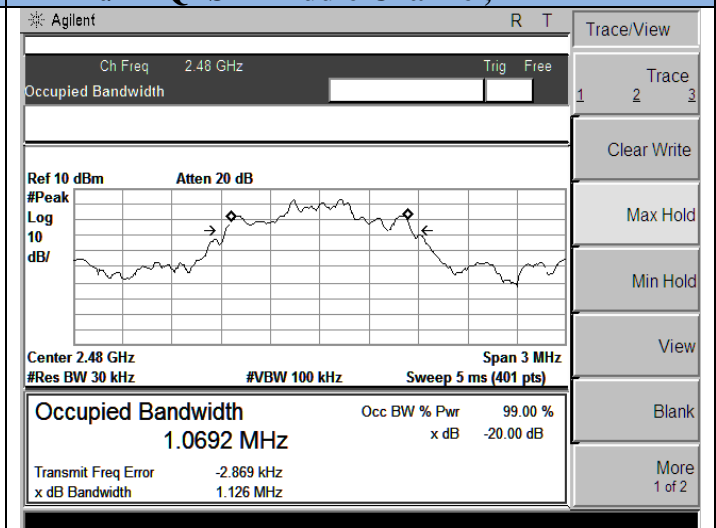 Agilent R T
Trace/View
Ch Freq 2.48 GHz Trig Free
Occupied Bandwidth
Trace
1 2 3
Clear Write
Ref 10 dBm Atten 20 dB
#Peak
Log
10
dB/
Max Hold
Min Hold
View
Center 2.48 GHz Span 3 MHz
#Res BW 30 kHz #VBW 100 kHz Sweep 5 ms (401 pts)
Occupied Bandwidth Occ BW % Pwr 99.00 %
1.0692 MHz x dB -20.00 dB
Blank
Transmit Freq Error -2.869 kHz
x dB Bandwidth 1.126 MHz
More
1 of 2